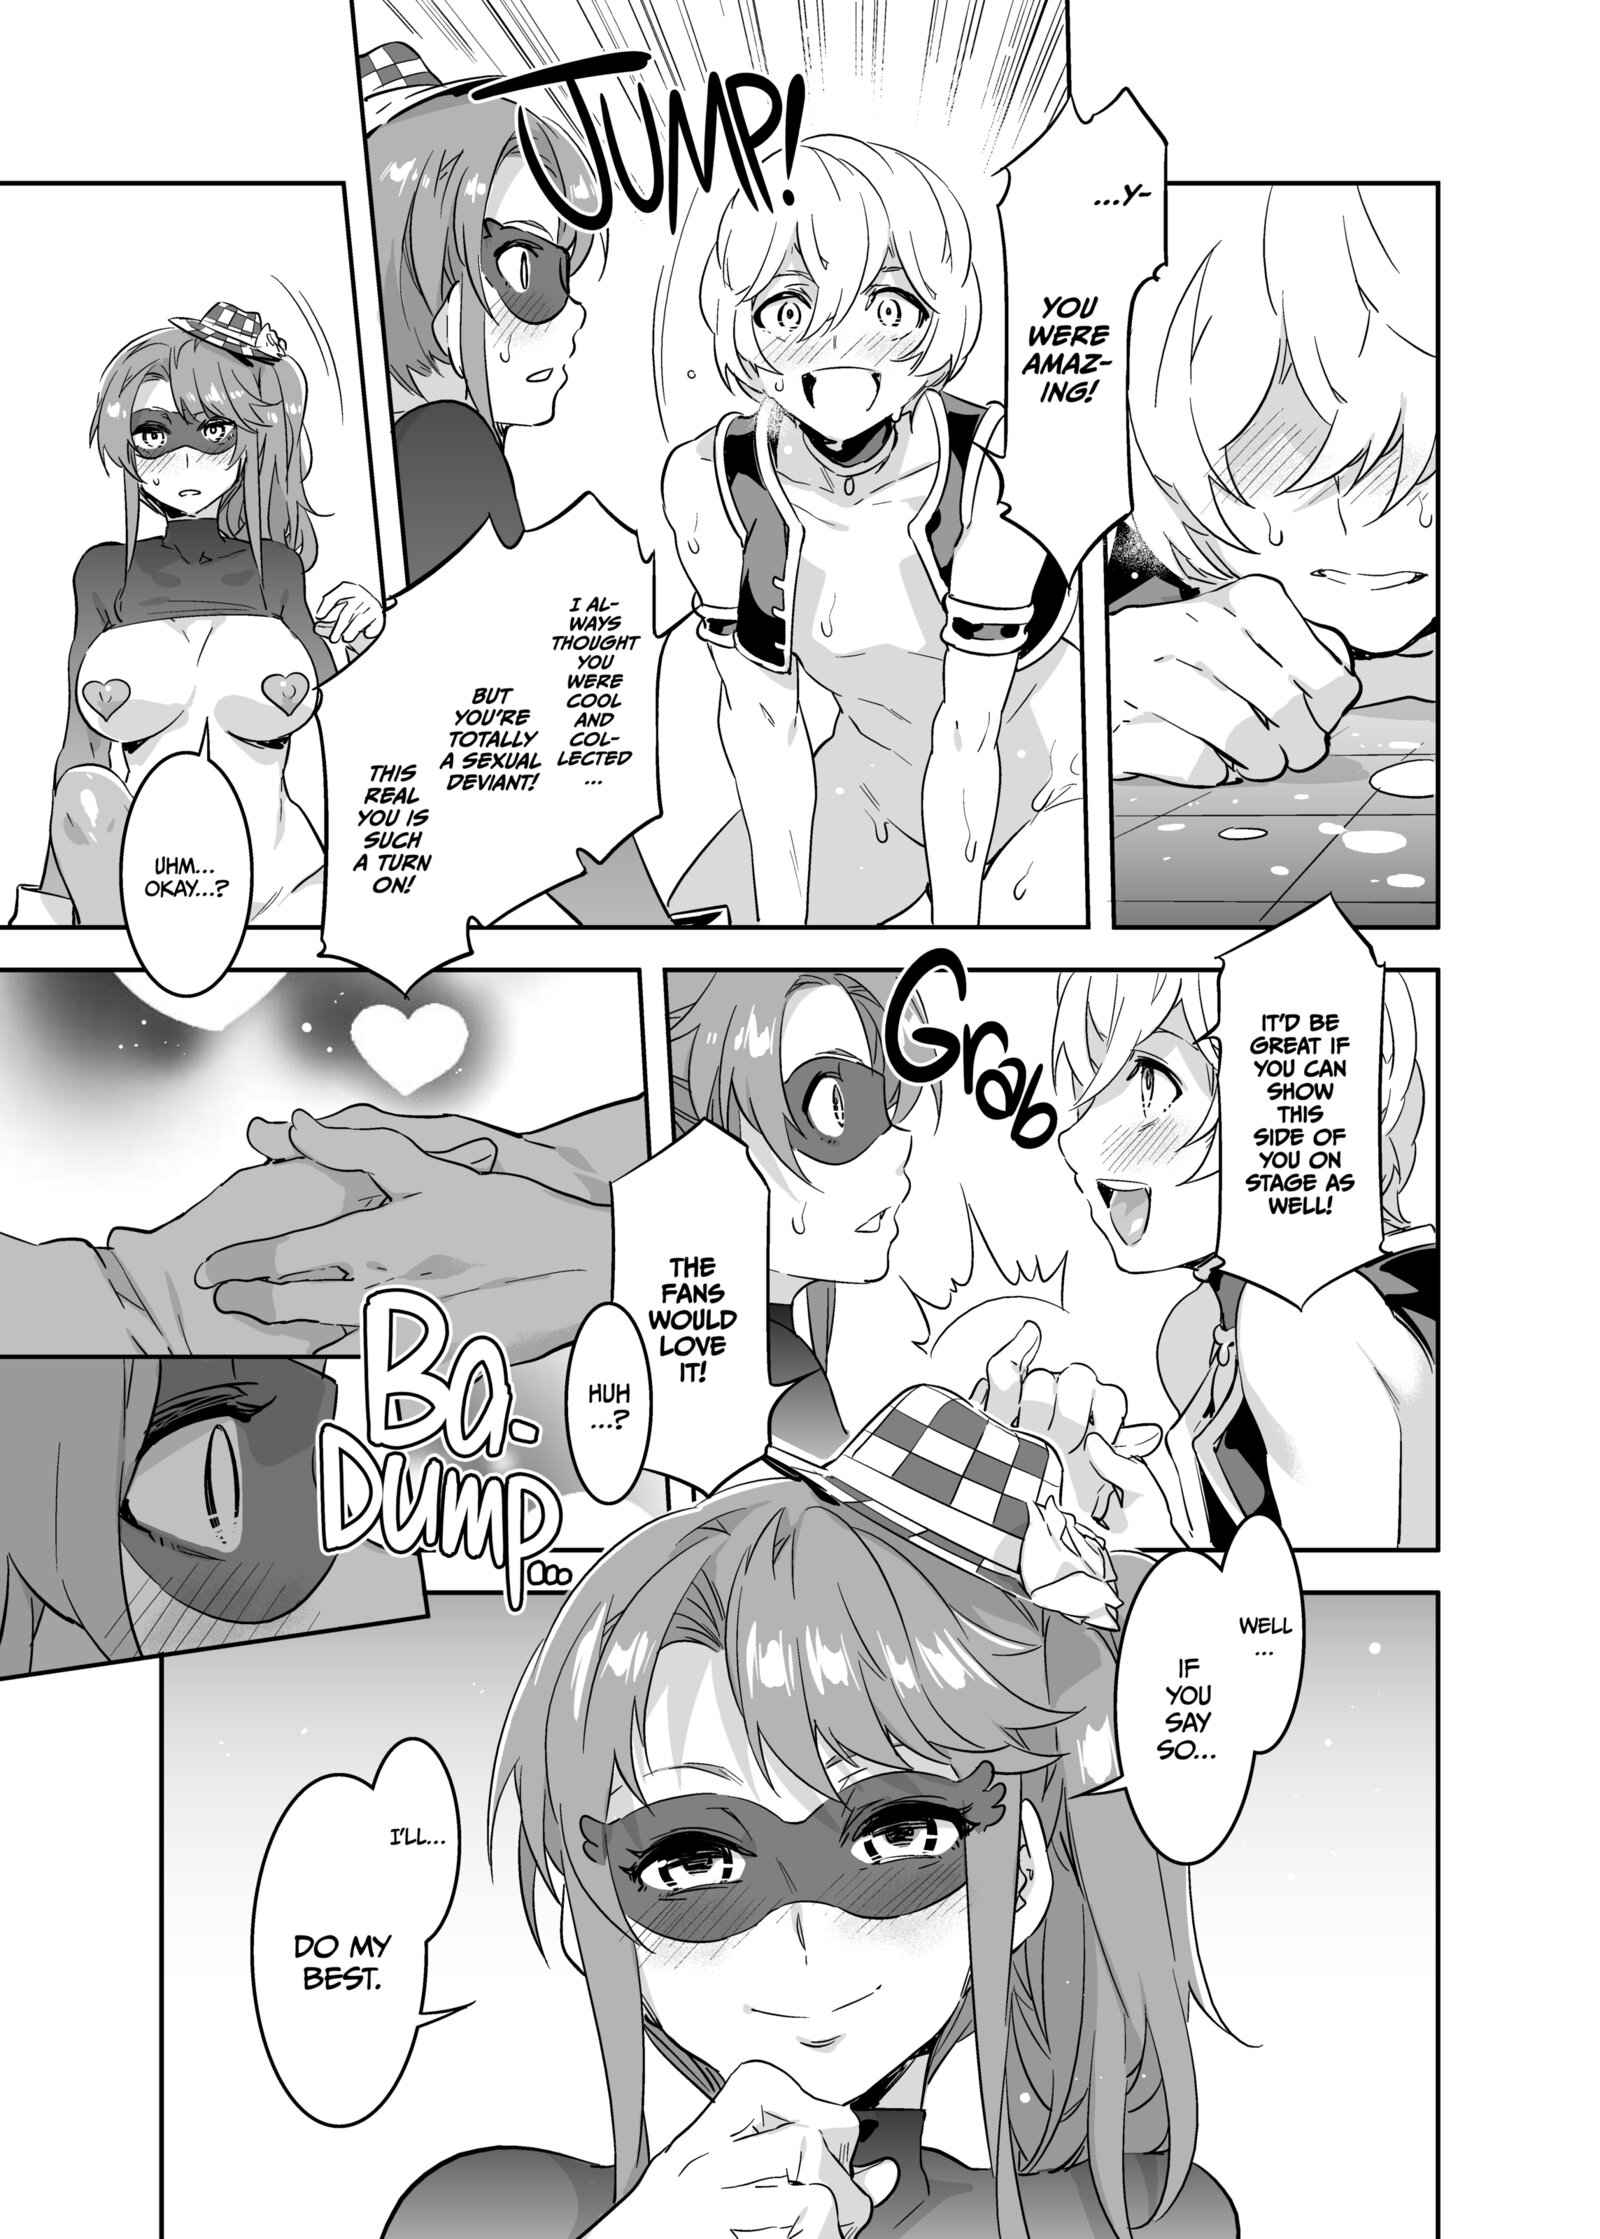 ...Y-
YOU
WERE
AMAZ-
ING!
JUMP!
I AL-
WAYS
THOUGHT
YOU
WERE
COOL
AND
COL-
LECTED
...
BUT
YOU'RE
TOTALLY
A SEXUAL
DEVIANT!
THIS
REAL
YOU IS
SUCH
A TURN
ON!
UHM...
OKAY...?
IT'D BE
GREAT IF
YOU CAN
SHOW
THIS
SIDE OF
YOU ON
STAGE AS
WELL!
Grab
THE
FANS
WOULD
LOVE
IT!
HUH
...?
Ba-
Dump...
WELL
...
IF
YOU
SAY
SO...
I'LL...
DO MY
BEST.